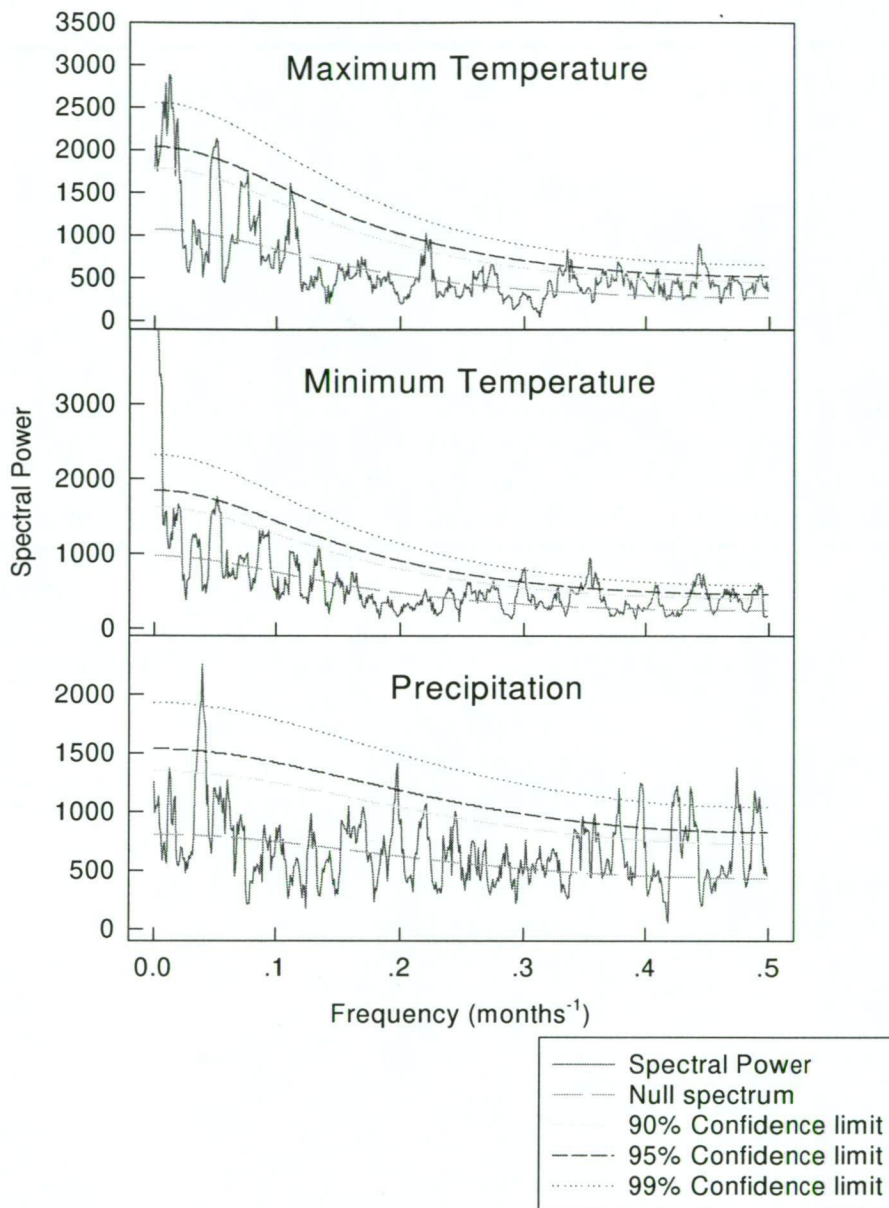 3500
3000
Maximum Temperature
2500
2000
1500
1000
500
0
Minimum Temperature
3000
2000
1000
0
Spectral Power
Precipitation
2000
1500
1000
500
0
0.0 .1 .2 .3 .4 .5
Frequency (months⁻¹)
Spectral Power
Null spectrum
90% Confidence limit
95% Confidence limit
99% Confidence limit